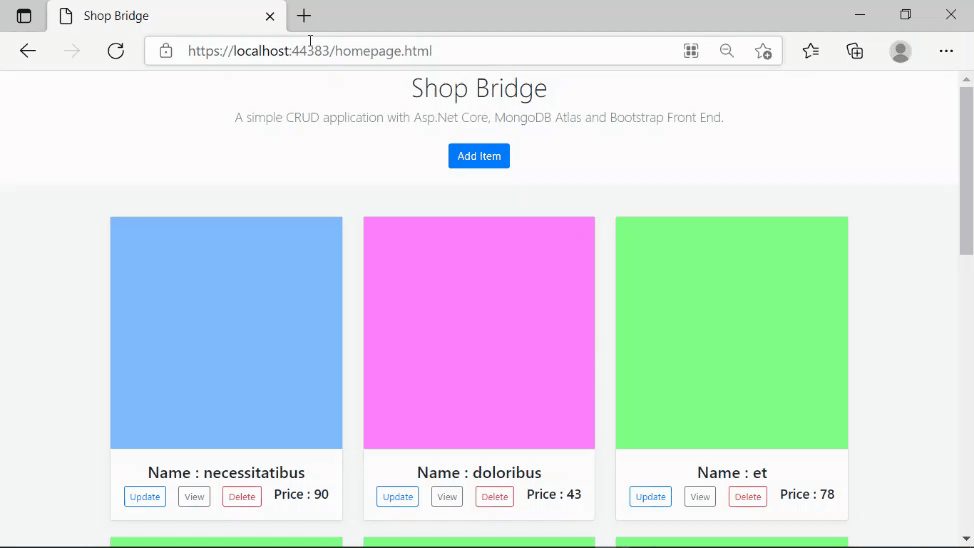 Shop Bridge
https://localhost:44383/homepage.html
Shop Bridge
A simple CRUD application with Asp.Net Core, MongoDB Atlas and Bootstrap Front End.
Add Item
Name : necessitatibus
Update View Delete Price : 90
Name : doloribus
Update View Delete Price : 43
Name : et
Update View Delete Price : 78